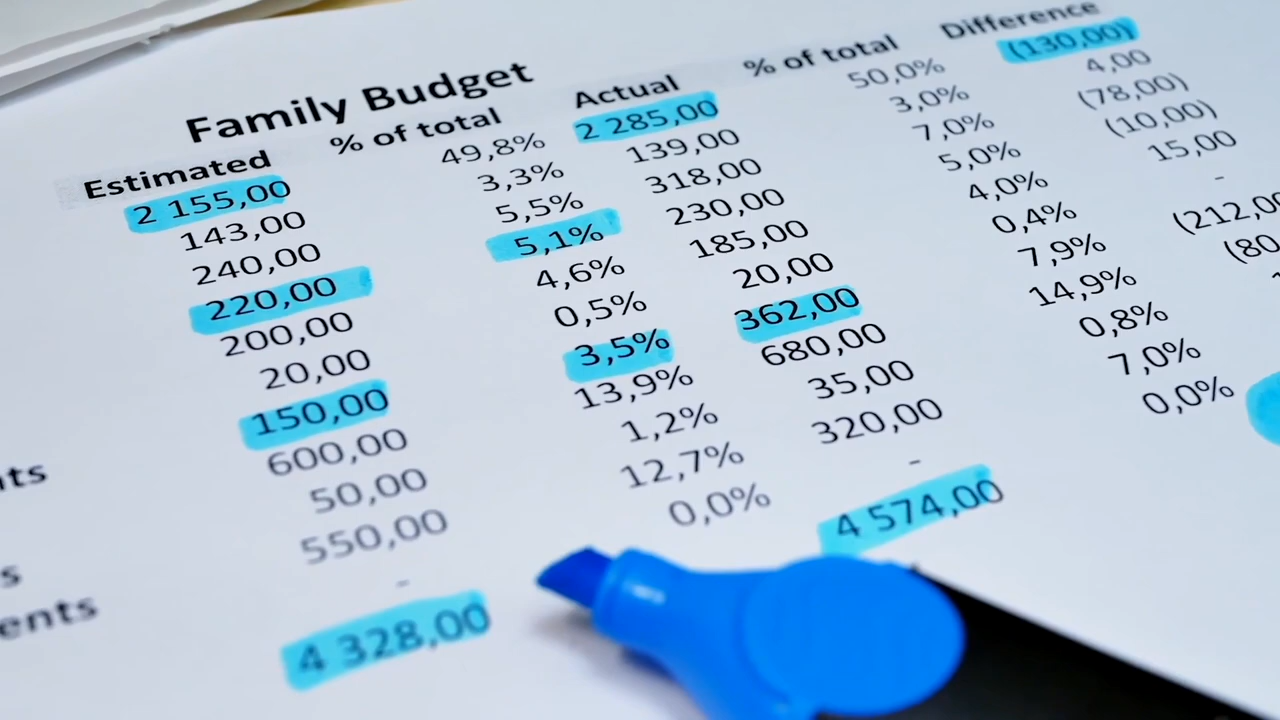 Family Budget
Estimated % of total Actual % of total Difference
2 155,00 49,8% 2 285,00 50,0% (130,00)
143,00 3,3% 139,00 3,0% 4,00
240,00 5,5% 318,00 7,0% (78,00)
220,00 5,1% 230,00 5,0% (10,00)
200,00 4,6% 185,00 4,0% 15,00
20,00 0,5% 20,00 0,4% -
150,00 3,5% 362,00 7,9%
600,00 13,9% 680,00 14,9%
50,00 1,2% 35,00 0,8%
550,00 12,7% 320,00 7,0%
- 0,0% - 0,0%
4 328,00 4 574,00